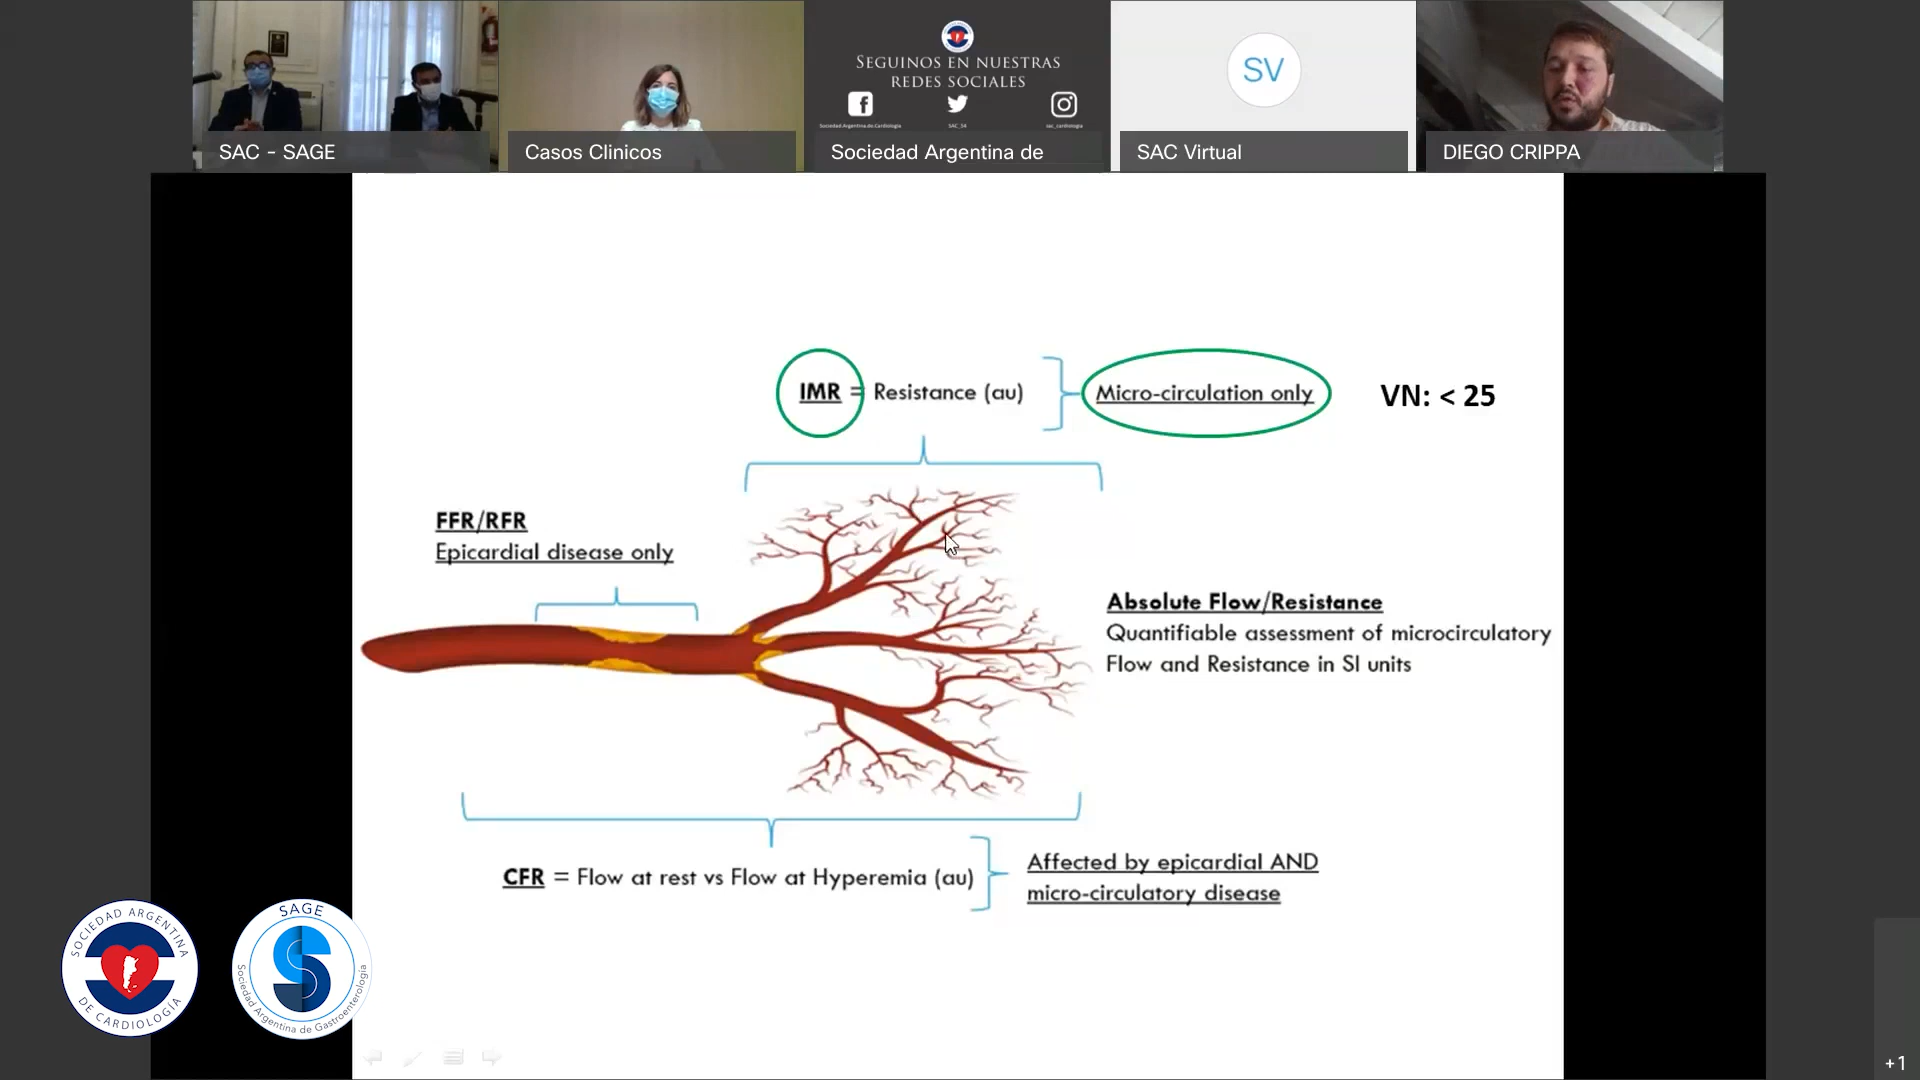 SEGUINOS EN NUESTRAS
REDES SOCIALES
Sociedad Argentina de Cardiología
SAC_54
sac_cardiologia
SV
SAC - SAGE
Casos Clinicos
Sociedad Argentina de
SAC Virtual
DIEGO CRIPPA
IMR = Resistance (au)
Micro-circulation only
VN: < 25
FFR/RFR
Epicardial disease only
Absolute Flow/Resistance
Quantifiable assessment of microcirculatory
Flow and Resistance in SI units
CFR = Flow at rest vs Flow at Hyperemia (au)
Affected by epicardial AND
micro-circulatory disease
SOCIEDAD ARGENTINA
DE CARDIOLOGÍA
SAGE
Sociedad Argentina de Gastroenterología
+1